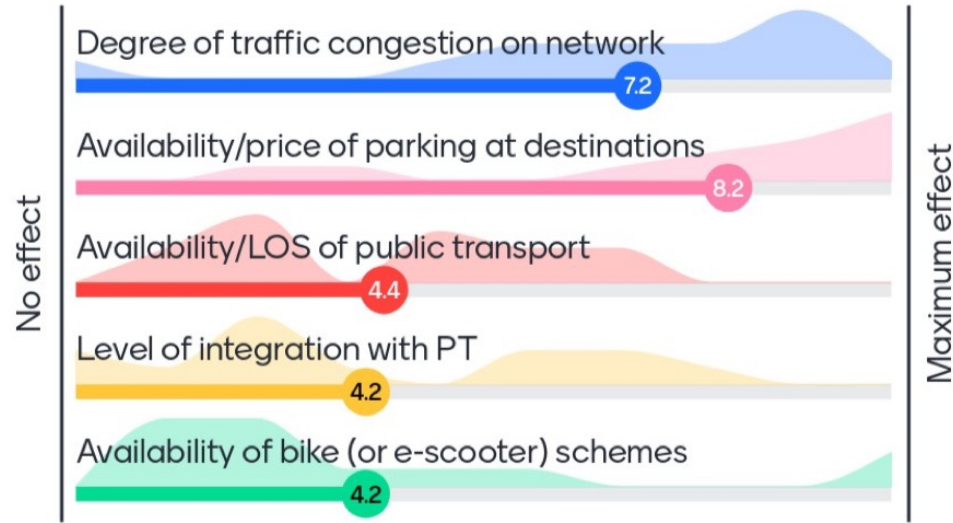 Degree of traffic congestion on network
7.2
Availability/price of parking at destinations
8.2
Availability/LOS of public transport
4.4
Level of integration with PT
4.2
Availability of bike (or e-scooter) schemes
4.2
No effect
Maximum effect